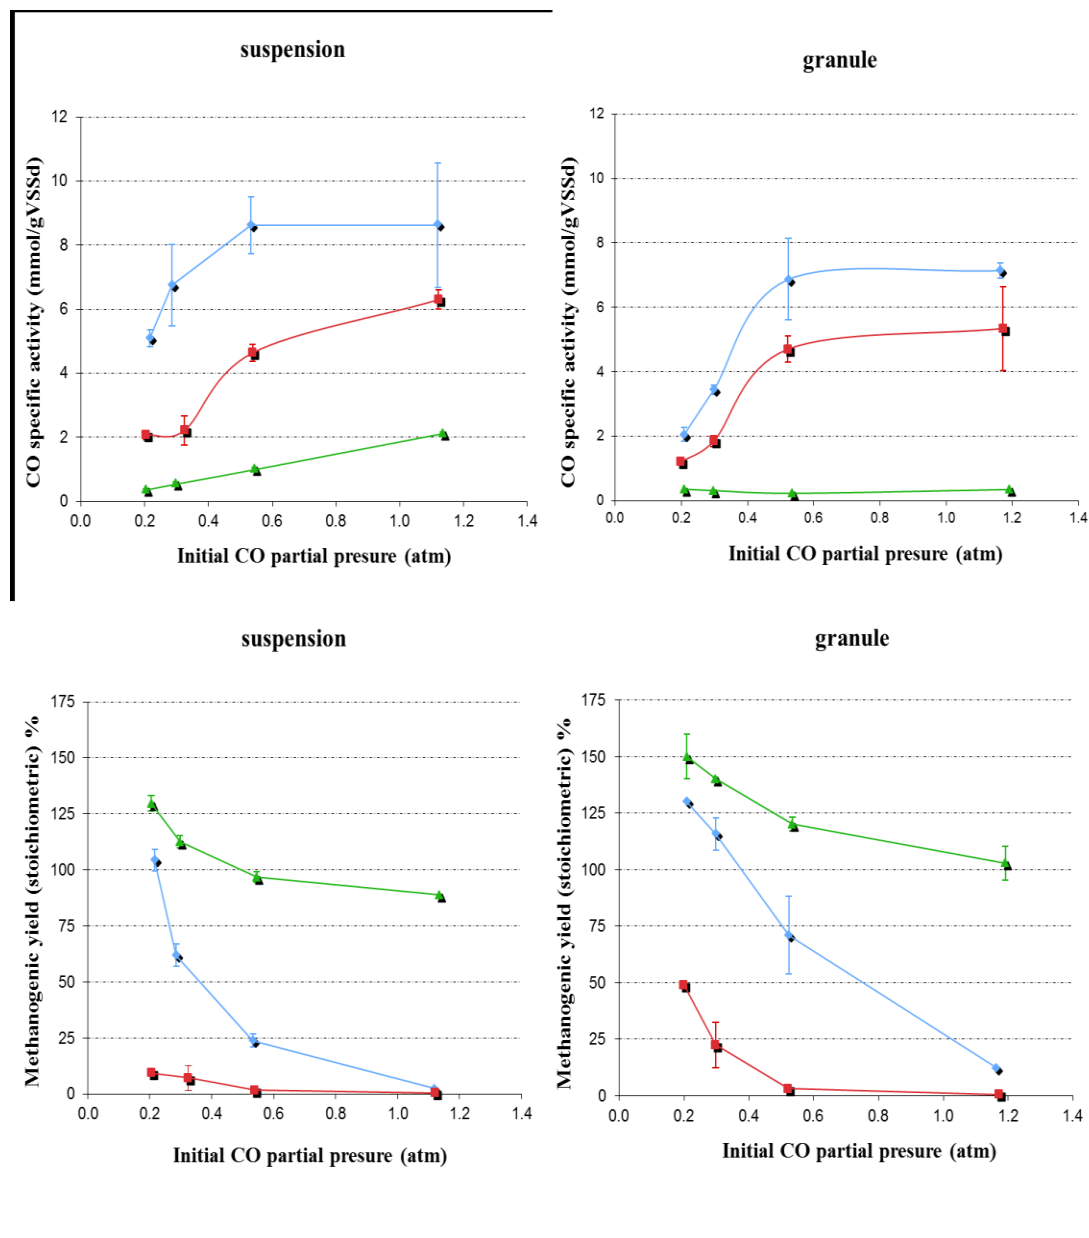 suspension
CO specific activity (mmol/gVSSd)
12
10
8
6
4
2
0
0.0 0.2 0.4 0.6 0.8 1.0 1.2 1.4
Initial CO partial presure (atm)
granule
CO specific activity (mmol/gVSSd)
12
10
8
6
4
2
0
0.0 0.2 0.4 0.6 0.8 1.0 1.2 1.4
Initial CO partial presure (atm)
suspension
Methanogenic yield (stoichiometric) %
175
150
125
100
75
50
25
0
0.0 0.2 0.4 0.6 0.8 1.0 1.2 1.4
Initial CO partial presure (atm)
granule
Methanogenic yield (stoichiometric) %
175
150
125
100
75
50
25
0
0.0 0.2 0.4 0.6 0.8 1.0 1.2 1.4
Initial CO partial presure (atm)